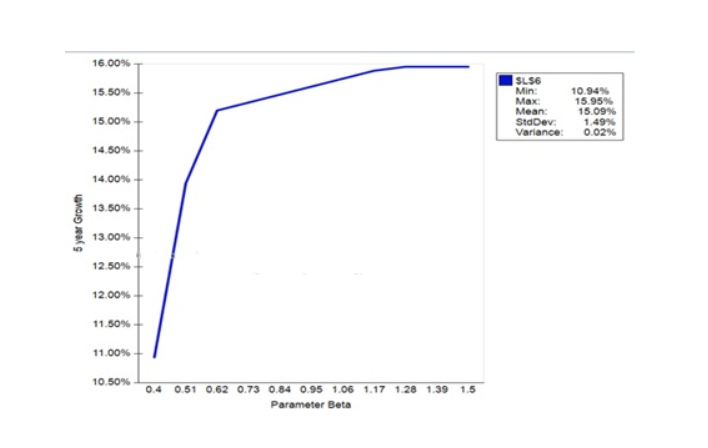 16.00%
15.50%
15.00%
14.50%
14.00%
13.50%
13.00%
12.50%
12.00%
11.50%
11.00%
10.50%
5 year Growth
0.4 0.51 0.62 0.73 0.84 0.95 1.06 1.17 1.28 1.39 1.5
Parameter Beta
SLS6
Min: 10.94%
Max: 15.95%
Mean: 15.09%
StdDev: 1.49%
Variance: 0.02%